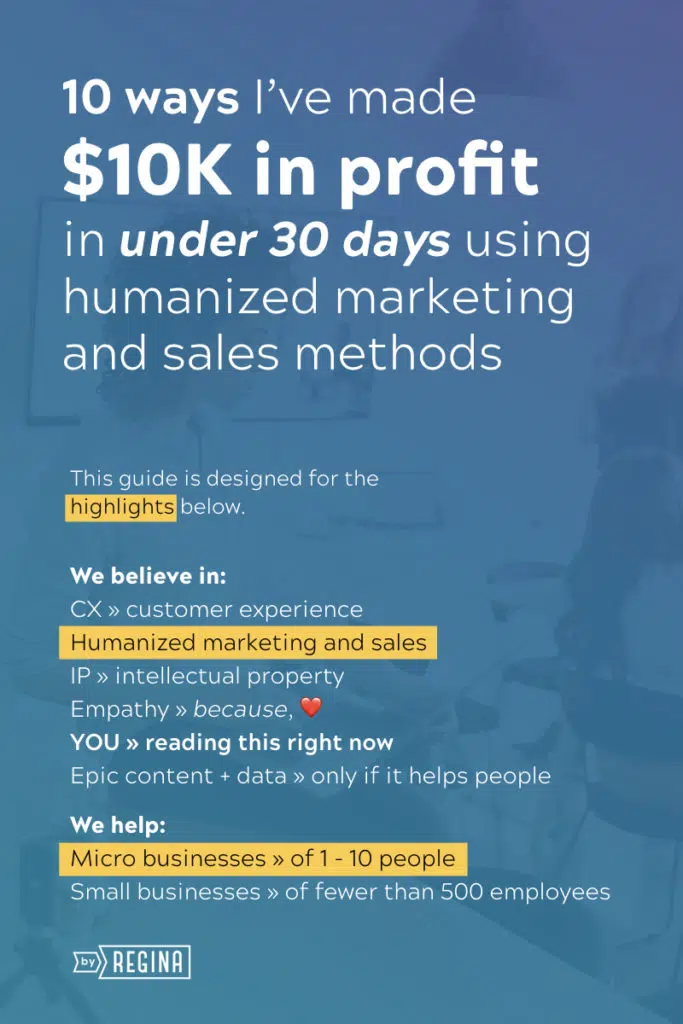 10 ways I've made
$10K in profit
in under 30 days using
humanized marketing
and sales methods
This guide is designed for the
highlights below.
We believe in:
CX » customer experience
Humanized marketing and sales
IP » intellectual property
Empathy » because, ❤️
YOU » reading this right now
Epic content + data » only if it helps people
We help:
Micro businesses » of 1 - 10 people
Small businesses » of fewer than 500 employees
by REGINA